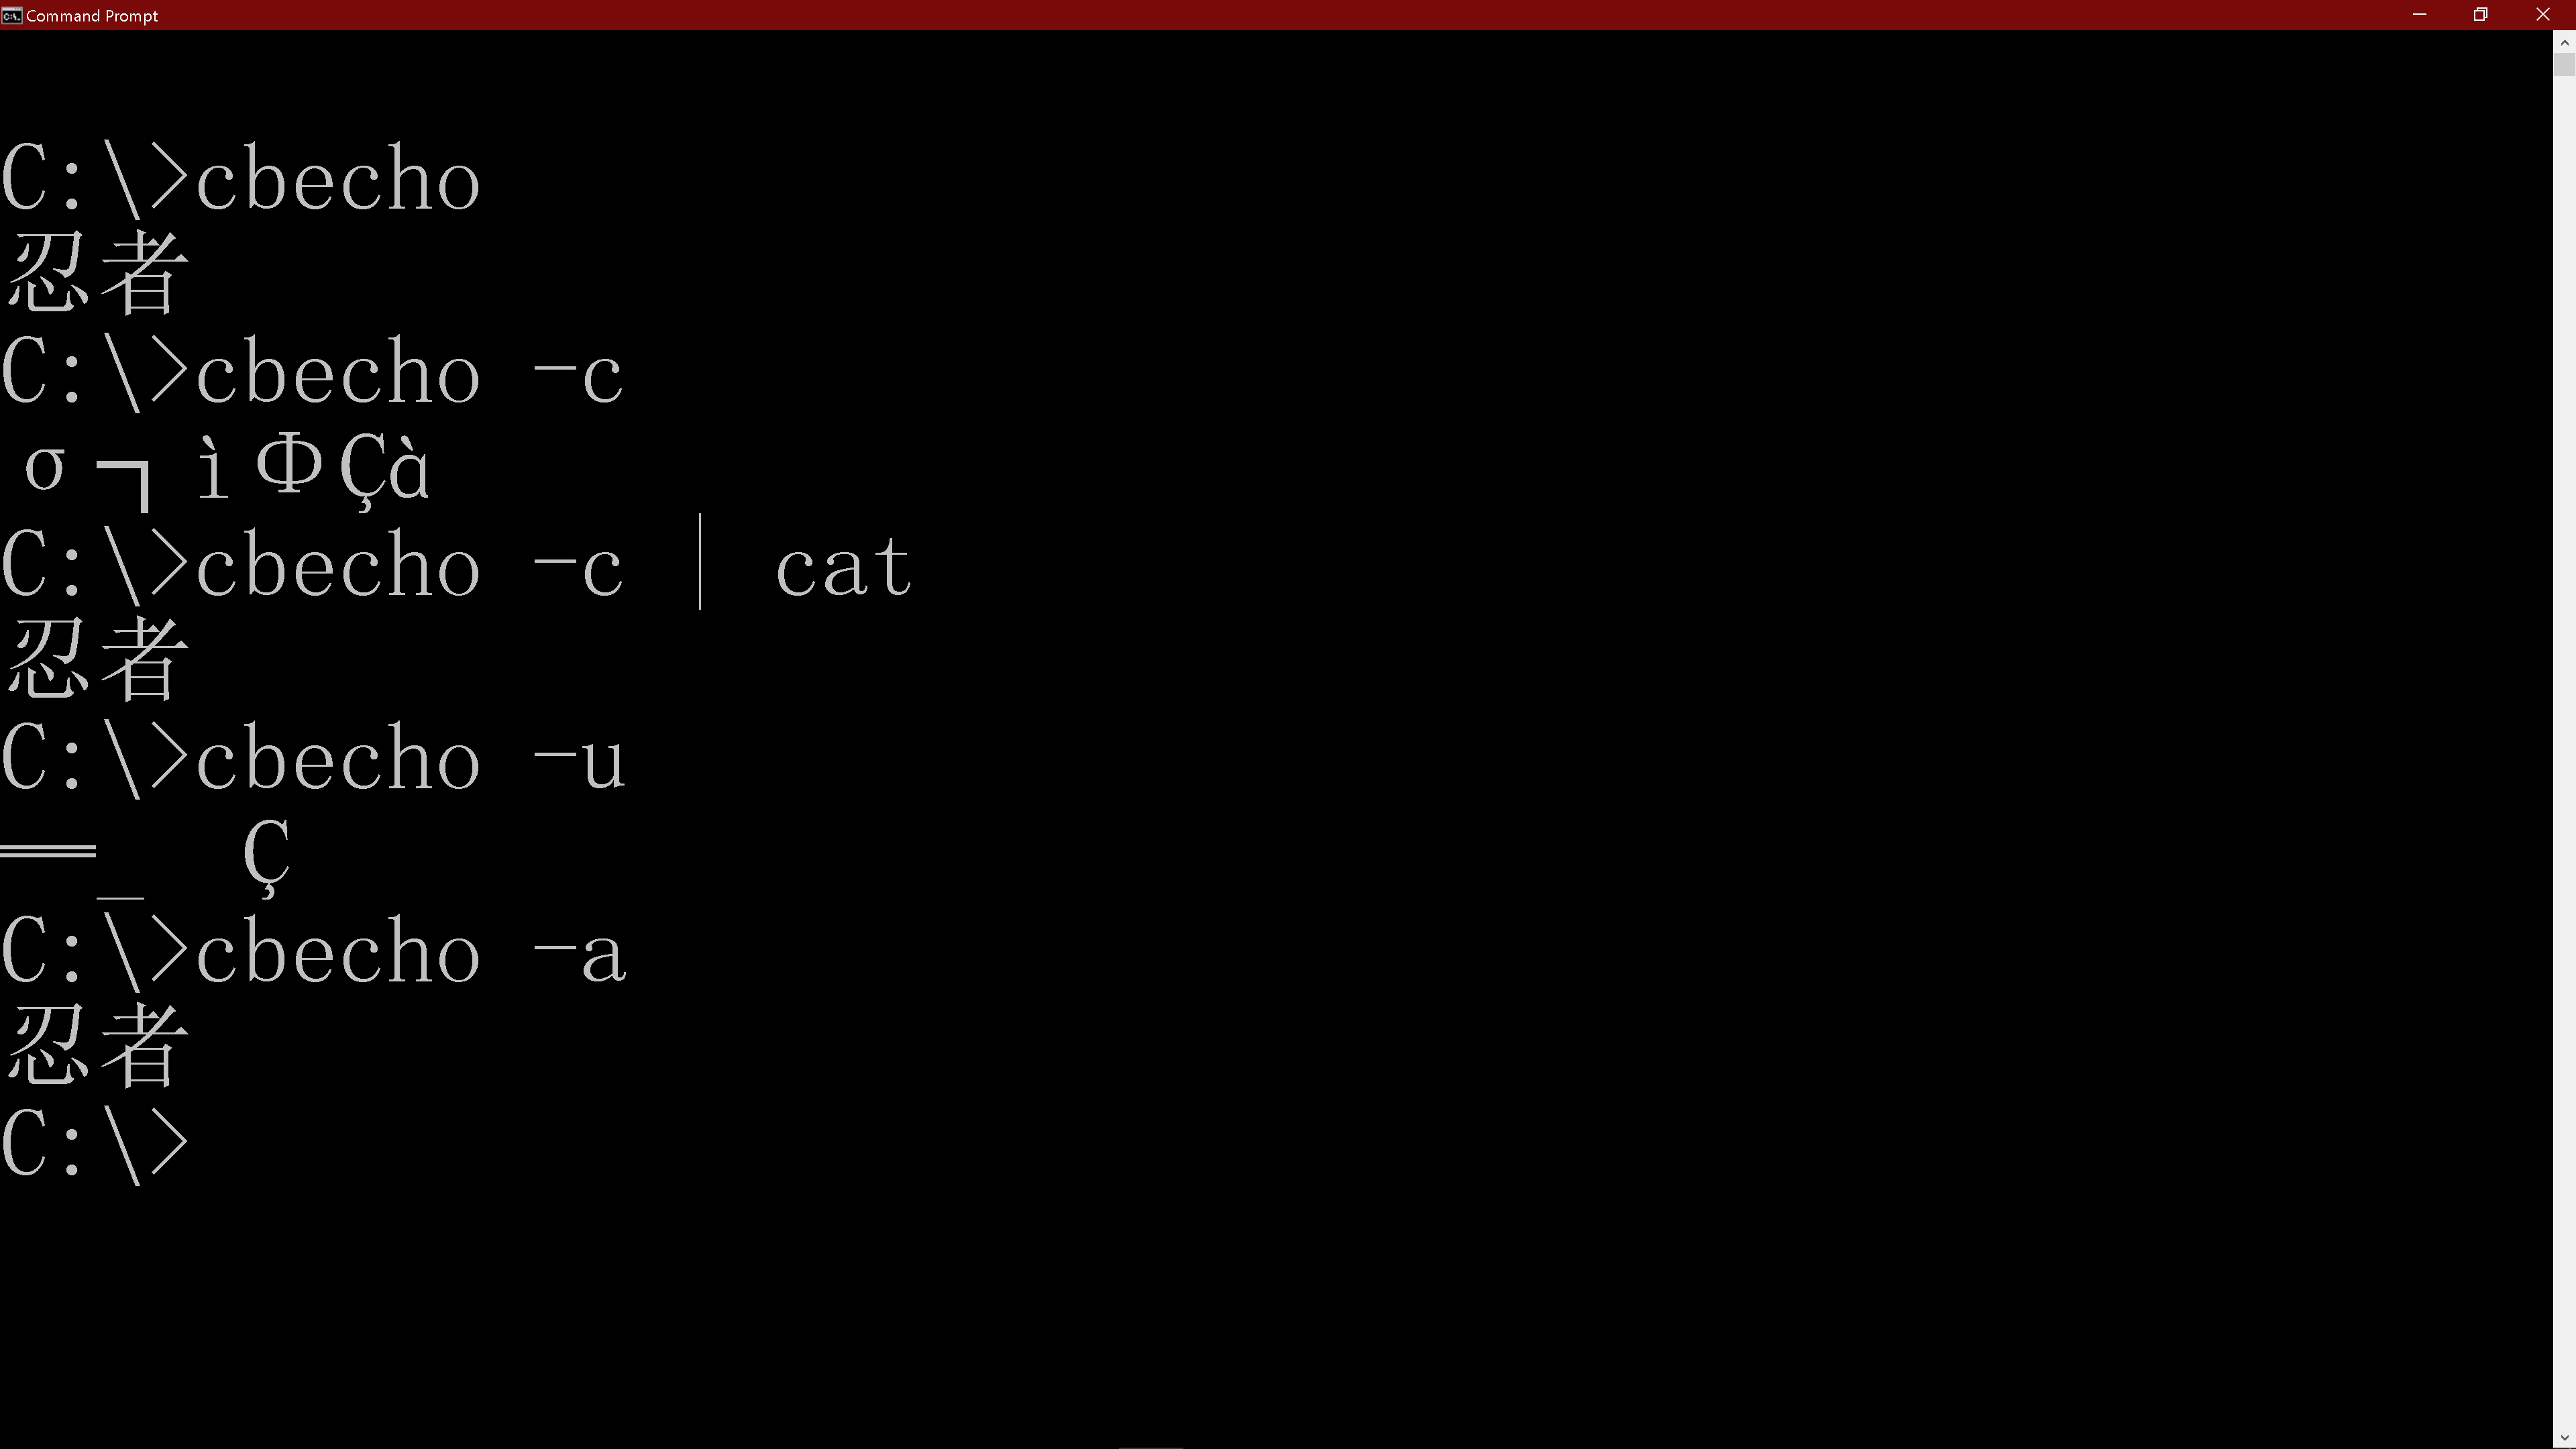 Command Prompt
C:\>cbecho
忍者
C:\>cbecho -c
σ┐ìΦÇà
C:\>cbecho -c | cat
忍者
C:\>cbecho -u
═_  Ç
C:\>cbecho -a
忍者
C:\>